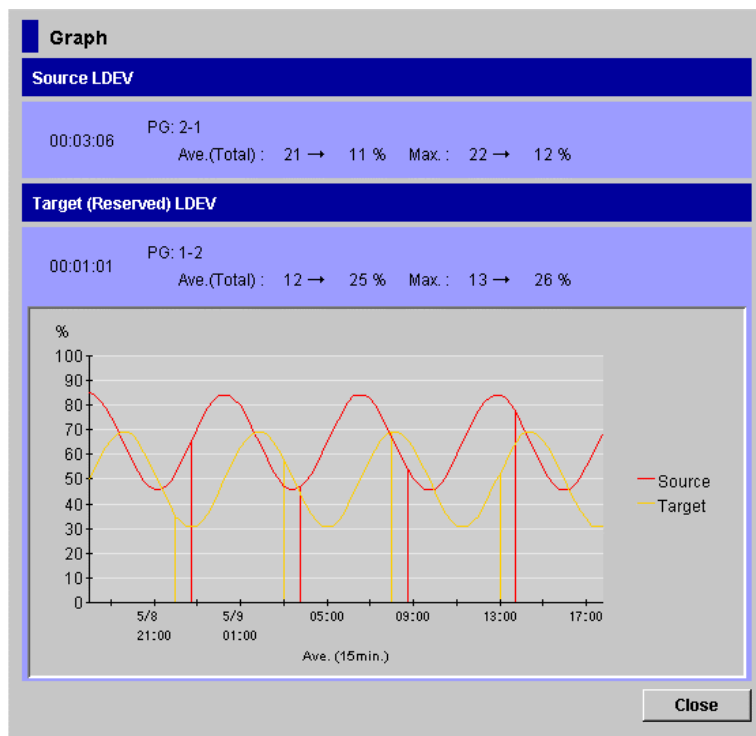 Graph
Source LDEV
00:03:06
PG: 2-1
Ave.(Total) : 21 → 11 % Max. : 22 → 12 %
Target (Reserved) LDEV
00:01:01
PG: 1-2
Ave.(Total) : 12 → 25 % Max. : 13 → 26 %
%
100
90
80
70
60
50
40
30
20
10
0
Source
Target
5/8 5/9 05:00 09:00 13:00 17:00
21:00 01:00
Ave. (15min.)
Close